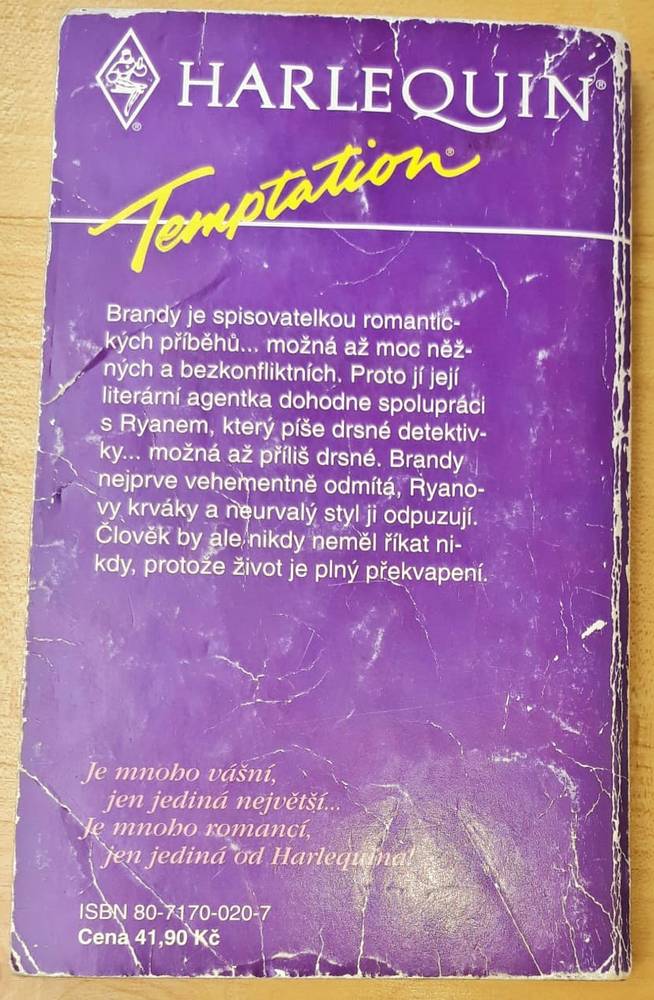 HARLEQUIN®
Temptation®
Brandy je spisovatelkou romantic-
kých příběhů... možná až moc něž-
ných a bezkonfliktních. Proto jí její
literární agentka dohodne spolupráci
s Ryanem, který píše drsné detektiv-
ky... možná až příliš drsné. Brandy
nejprve vehementně odmítá, Ryano-
vy krváky a neurvalý styl ji odpuzují.
Člověk by ale nikdy neměl říkat ni-
kdy, protože život je plný překvapení.
Je mnoho vášní,
jen jediná největší...
Je mnoho romancí,
jen jediná od Harlequina!
ISBN 80-7170-020-7
Cena 41,90 Kč